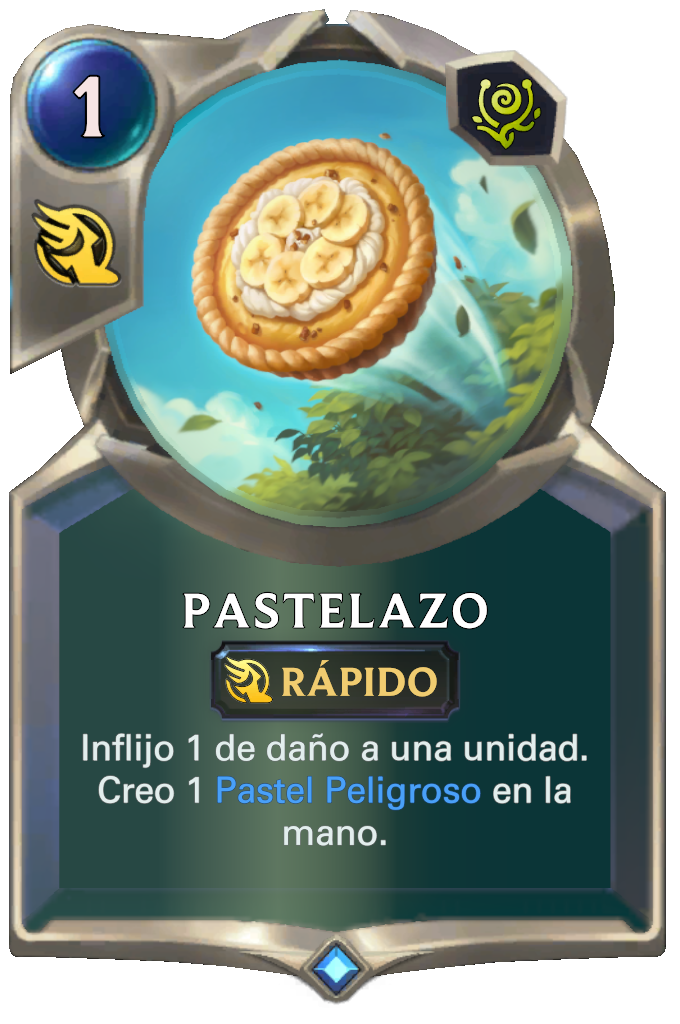 1
PASTELAZO
RÁPIDO
Inflijo 1 de daño a una unidad.
Creo 1 Pastel Peligroso en la
mano.